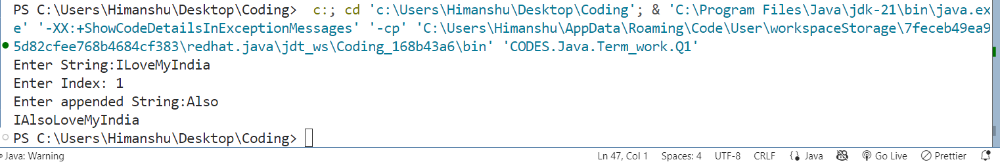 PS C:\Users\Himanshu\Desktop\Coding>  c:; cd 'c:\Users\Himanshu\Desktop\Coding'; & 'C:\Program Files\Java\jdk-21\bin\java.ex
e' '-XX:+ShowCodeDetailsInExceptionMessages' '-cp' 'C:\Users\Himanshu\AppData\Roaming\Code\User\workspaceStorage\7feceb49ea9
5d82cfee768b4684cf383\redhat.java\jdt_ws\Coding_168b43a6\bin' 'CODES.Java.Term_work.Q1'
Enter String:ILoveMyIndia
Enter Index: 1
Enter appended String:Also
IAlsoLoveMyIndia
PS C:\Users\Himanshu\Desktop\Coding>
Java: Warning Ln 47, Col 1 Spaces: 4 UTF-8 CRLF Java Go Live Prettier